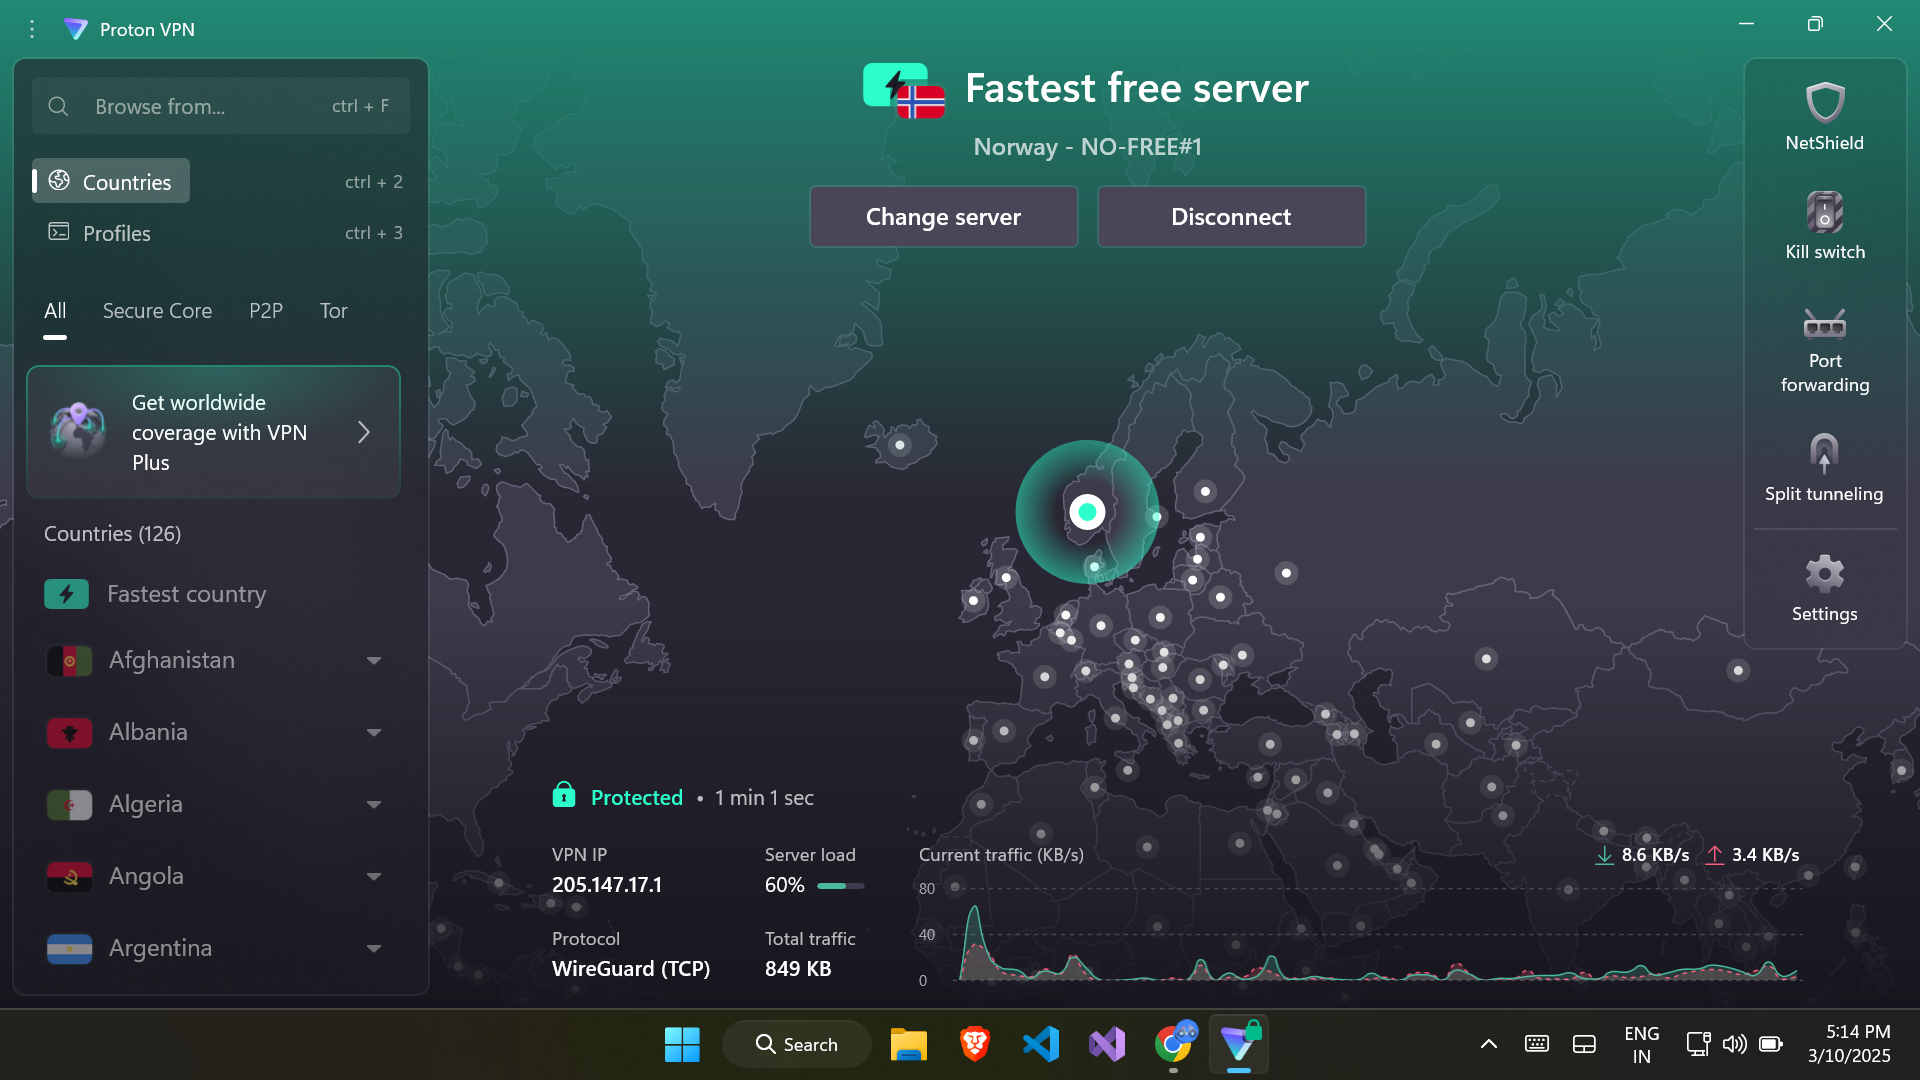 Proton VPN
Browse from...
ctrl + F
Countries
ctrl + 2
Profiles
ctrl + 3
All
Secure Core
P2P
Tor
Get worldwide
coverage with VPN
Plus
Countries (126)
Fastest country
Afghanistan
Albania
Algeria
Angola
Argentina
Fastest free server
Norway - NO-FREE#1
Change server
Disconnect
Protected • 1 min 1 sec
VPN IP
205.147.17.1
Server load
60%
Protocol
WireGuard (TCP)
Total traffic
849 KB
Current traffic (KB/s)
8.6 KB/s
3.4 KB/s
80
40
0
NetShield
Kill switch
Port
forwarding
Split tunneling
Settings
Search
ENG
IN
5:14 PM
3/10/2025